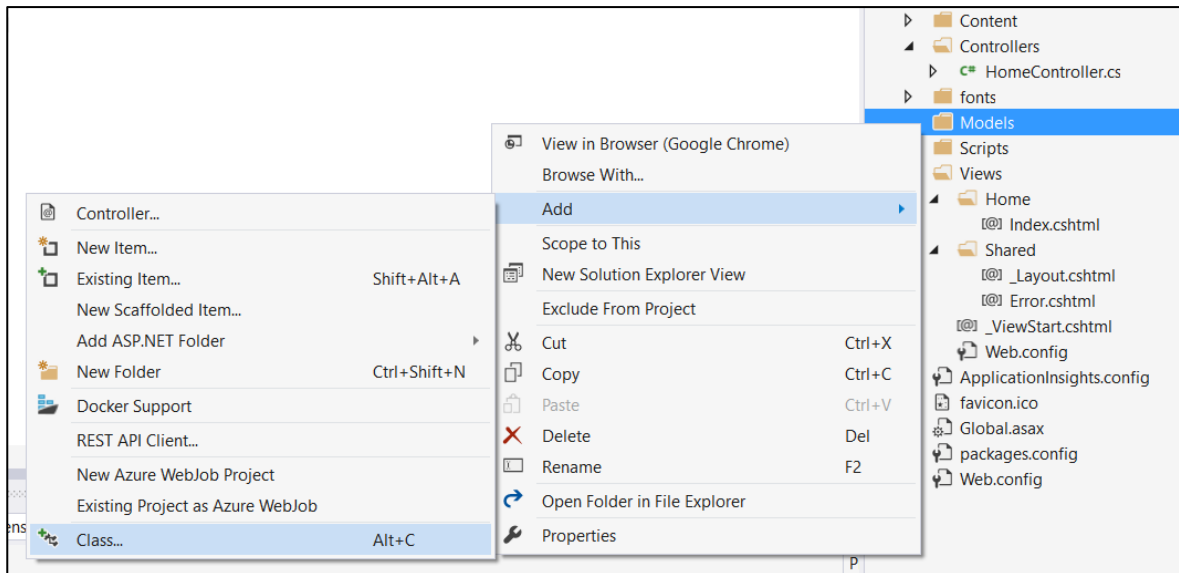 Content
Controllers
C# HomeController.cs
fonts
Models
Scripts
Views
Home
[@] Index.cshtml
Shared
[@] _Layout.cshtml
[@] Error.cshtml
[@] _ViewStart.cshtml
Web.config
ApplicationInsights.config
favicon.ico
Global.asax
packages.config
Web.config
View in Browser (Google Chrome)
Browse With...
Add
Scope to This
New Solution Explorer View
Exclude From Project
Cut Ctrl+X
Copy Ctrl+C
Paste Ctrl+V
Delete Del
Rename F2
Open Folder in File Explorer
Properties
Controller...
New Item...
Existing Item... Shift+Alt+A
New Scaffolded Item...
Add ASP.NET Folder
New Folder Ctrl+Shift+N
Docker Support
REST API Client...
New Azure WebJob Project
Existing Project as Azure WebJob
Class... Alt+C
ens
P